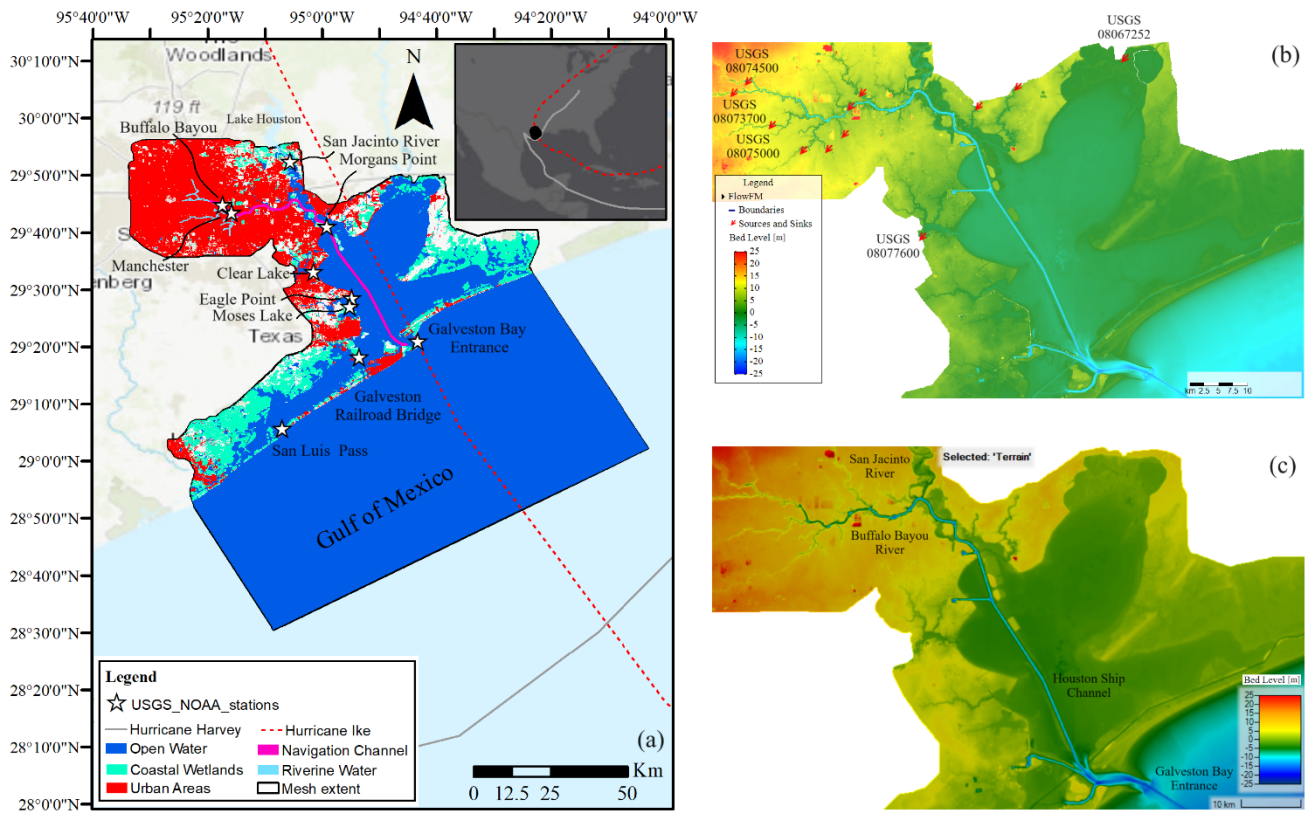 95°40'0"W 95°20'0"W 95°0'0"W 94°40'0"W 94°20'0"W 94°0'0"W
30°10'0"N
30°0'0"N
29°50'0"N
29°40'0"N
29°30'0"N
29°20'0"N
29°10'0"N
29°0'0"N
28°50'0"N
28°40'0"N
28°30'0"N
28°20'0"N
28°10'0"N
28°0'0"N
Woodlands
N
119 ft
Buffalo Bayou
Lake Houston
San Jacinto River
Morgans Point
Manchester
enberg
Clear Lake
Eagle Point
Moses Lake
Texas
Galveston Bay
Entrance
Galveston
Railroad Bridge
San Luis Pass
Gulf of Mexico
Legend
USGS_NOAA_stations
Hurricane Harvey
Hurricane Ike
Open Water
Navigation Channel
Coastal Wetlands
Riverine Water
Urban Areas
Mesh extent
(a)
Km
0 12.5 25 50
USGS
08067252
(b)
USGS
08074500
USGS
08073700
USGS
08075000
USGS
08077600
Legend
FlowFM
Boundaries
Sources and Sinks
Bed Level [m]
25
20
15
10
5
0
-5
-10
-15
-20
-25
km 2.5 5 7.5 10
San Jacinto
River
Selected: 'Terrain'
(c)
Buffalo Bayou
River
Houston Ship
Channel
Galveston Bay
Entrance
Bed Level [m]
25
20
15
10
5
0
-5
-10
-15
-20
-25
10 km